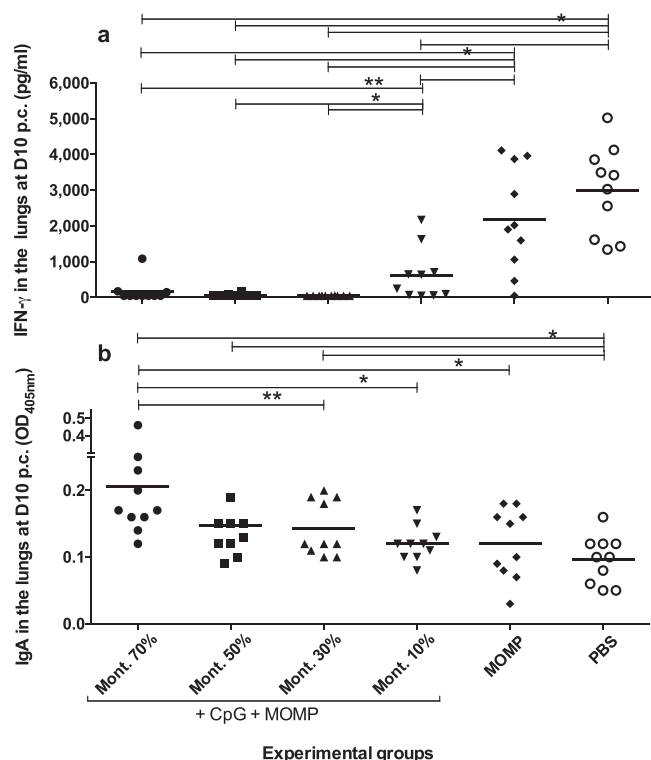 a
*
*
**
*
IFN-γ in the lungs at D10 p.c. (pg/ml)
6,000
5,000
4,000
3,000
2,000
1,000
0
b
*
*
*
**
IgA in the lungs at D10 p.c. (OD405nm)
0.5
0.4
0.2
0.1
0.0
Mont. 70%
Mont. 50%
Mont. 30%
Mont. 10%
MOMP
PBS
+ CpG + MOMP
Experimental groups